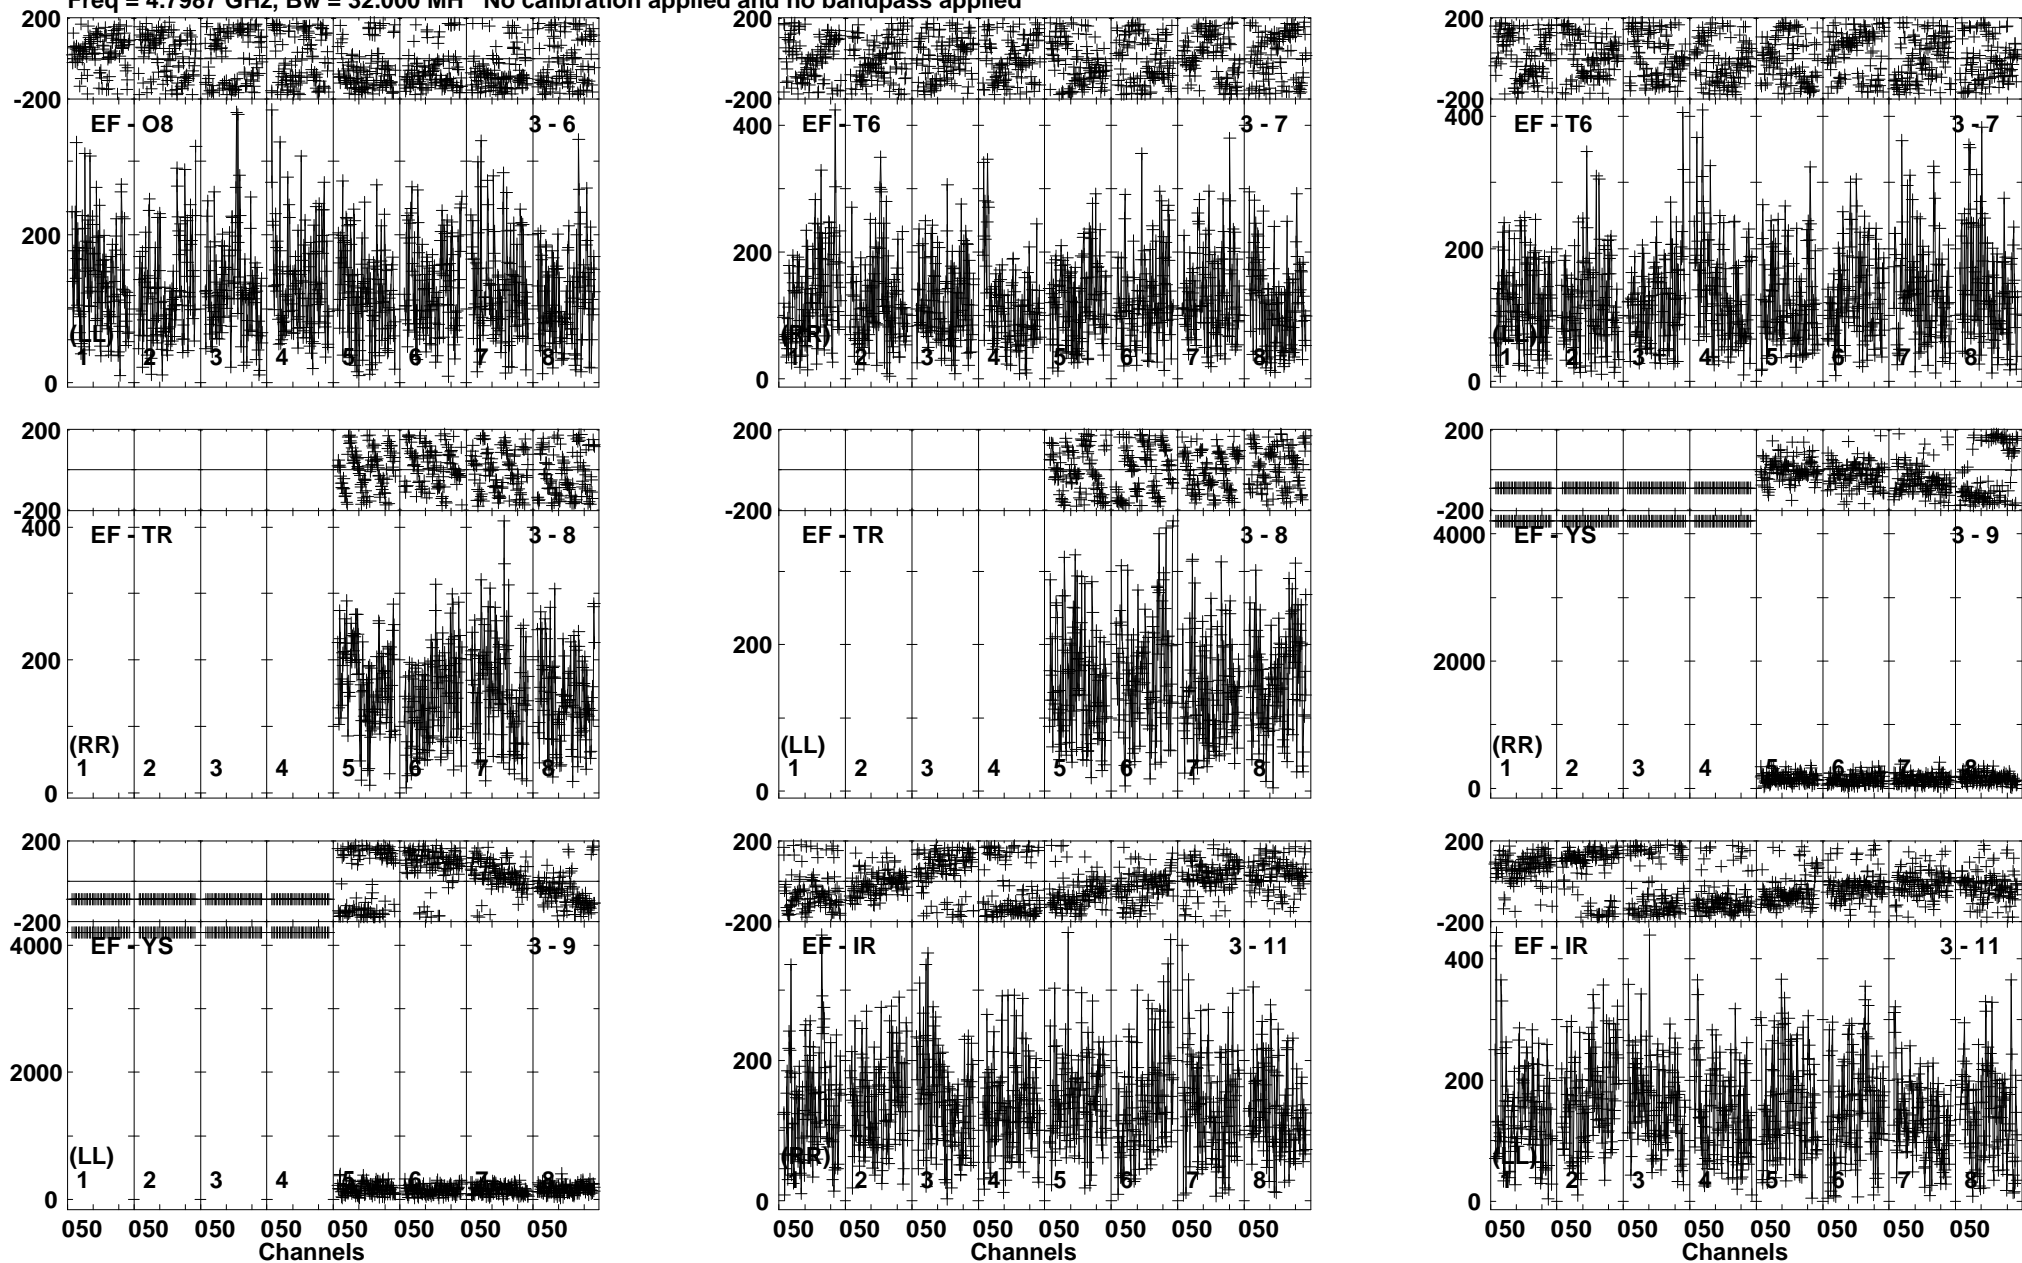 Freq = 4.7987 GHz, Bw = 32.000 MH   No calibration applied and no bandpass applied
200 200 200
-200 -200 -200
EF - O8 3 - 6 EF - T6 3 - 7 EF - T6 3 - 7
400 400
200 200 200
(LL) (RR) (LL)
1 2 3 4 5 6 7 8 1 2 3 4 5 6 7 8 1 2 3 4 5 6 7 8
0 0 0
200 200 200
-200 -200 -200
EF - TR 3 - 8 EF - TR 3 - 8 EF - YS 3 - 9
400 4000
200 200 2000
(RR) (LL) (RR)
1 2 3 4 5 6 7 8 1 2 3 4 5 6 7 8 1 2 3 4 5 6 7 8
0 0 0
200 200 200
-200 -200 -200
EF - YS 3 - 9 EF - IR 3 - 11 EF - IR 3 - 11
4000 400
2000 200 200
(LL) (RR) (LL)
1 2 3 4 5 6 7 8 1 2 3 4 5 6 7 8 1 2 3 4 5 6 7 8
0 0 0
050 050 050 050 050 050 050 050 050 050 050 050 050 050 050 050 050 050 050 050 050 050 050 050
Channels Channels